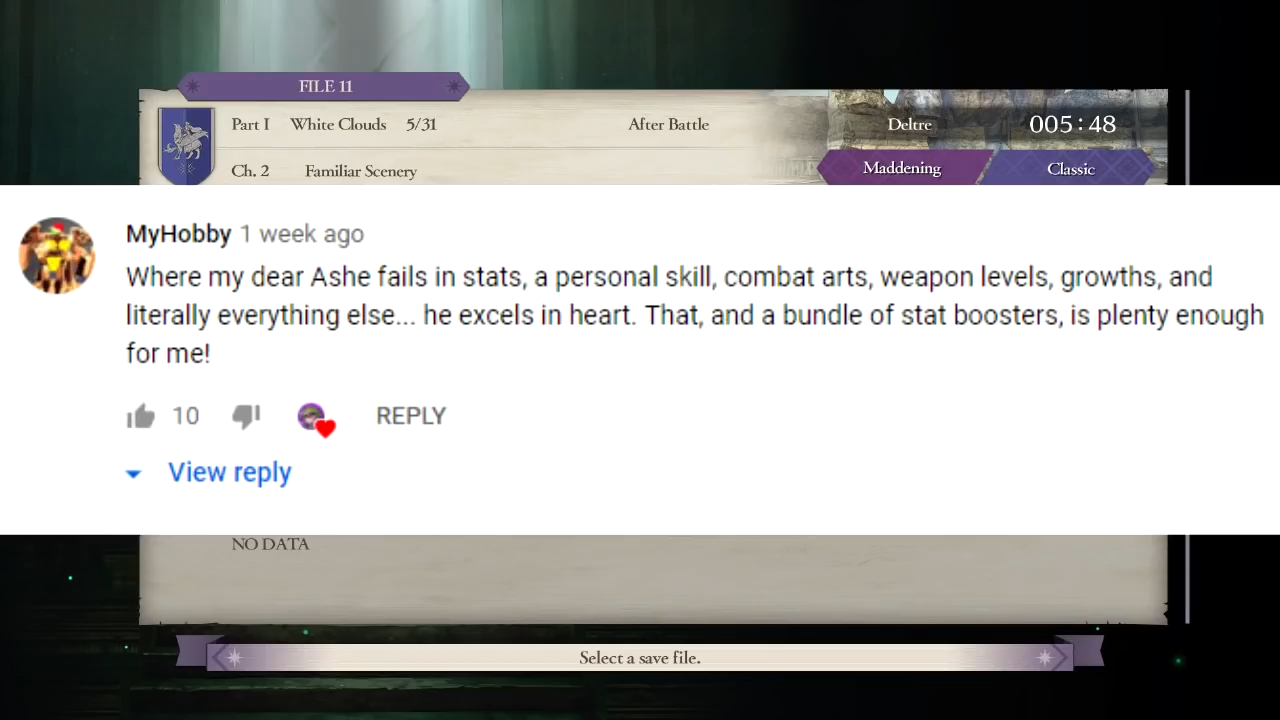 FILE 11
Part I White Clouds 5/31 After Battle Deltre 005:48
Ch. 2 Familiar Scenery Maddening Classic
MyHobby 1 week ago
Where my dear Ashe fails in stats, a personal skill, combat arts, weapon levels, growths, and
literally everything else... he excels in heart. That, and a bundle of stat boosters, is plenty enough
for me!
10 REPLY
View reply
NO DATA
Select a save file.